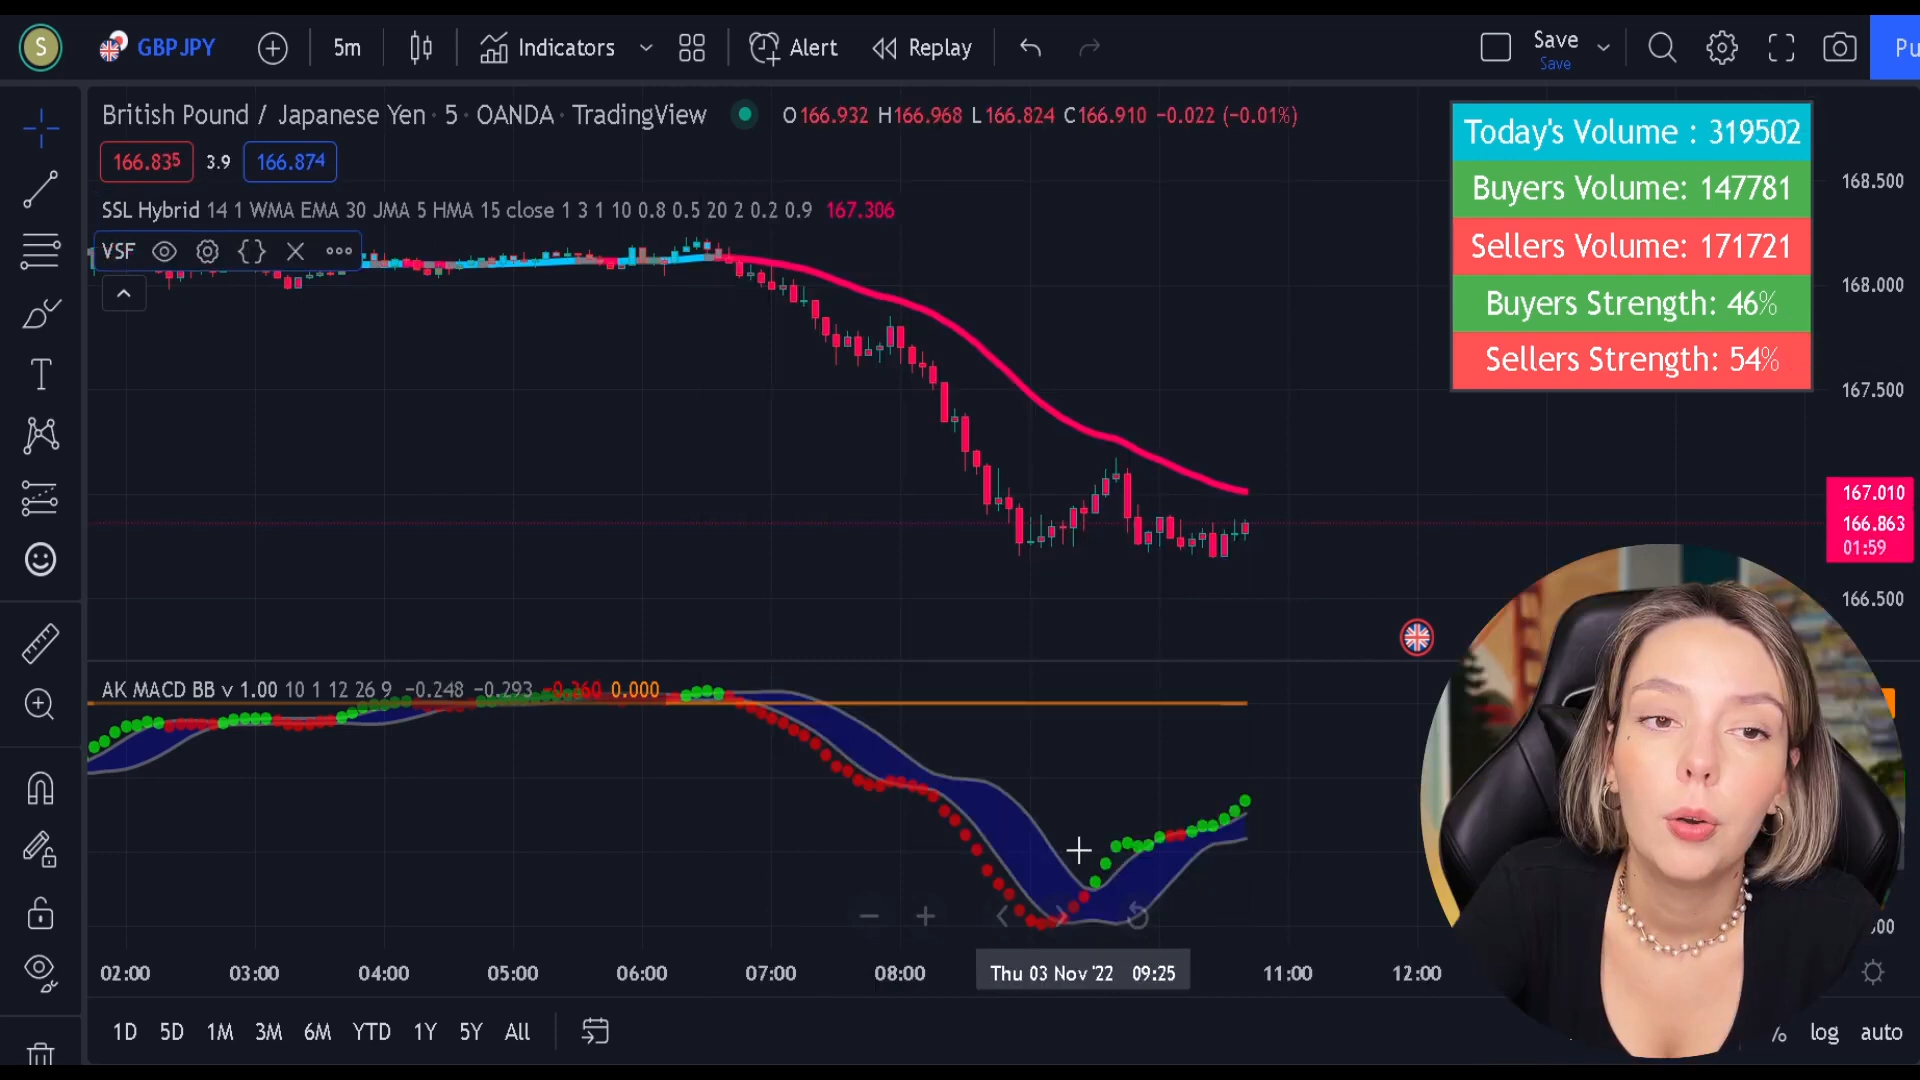 S GBPJPY 5m Indicators Alert Replay Save Pu
Save
British Pound / Japanese Yen · 5 · OANDA · TradingView O166.932 H166.968 L166.824 C166.910 −0.022 (−0.01%)
166.835 3.9 166.874
SSL Hybrid 14 1 WMA EMA 30 JMA 5 HMA 15 close 1 3 1 10 0.8 0.5 20 2 0.2 0.9 167.306
VSF
Today's Volume : 319502
Buyers Volume: 147781
Sellers Volume: 171721
Buyers Strength: 46%
Sellers Strength: 54%
168.500
168.000
167.500
167.010
166.863
01:59
166.500
AK MACD BB v 1.00 10 1 12 26 9 −0.248 −0.293 −0.360 0.000
02:00 03:00 04:00 05:00 06:00 07:00 08:00 Thu 03 Nov '22 09:25 11:00 12:00
1D 5D 1M 3M 6M YTD 1Y 5Y All log auto